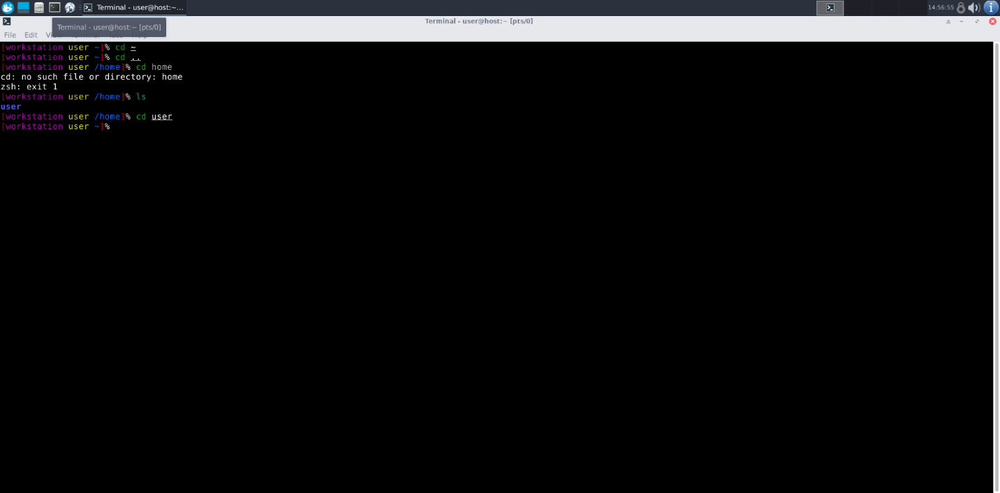 Terminal - user@host:~...
14:56:55
Terminal - user@host:~ [pts/0]
Terminal - user@host:~ [pts/0]
File Edit
[workstation user ~]% cd ~
[workstation user ~]% cd ..
[workstation user /home]% cd home
cd: no such file or directory: home
zsh: exit 1
[workstation user /home]% ls
user
[workstation user /home]% cd user
[workstation user ~]%